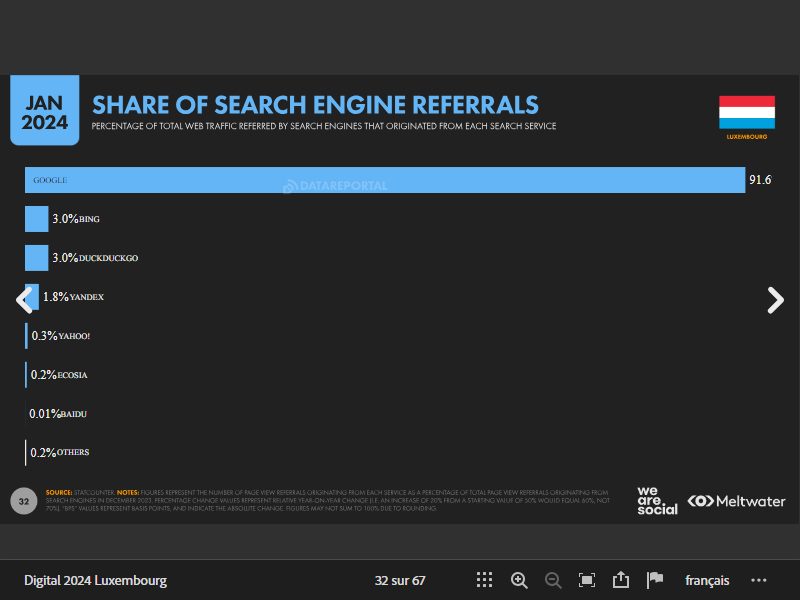 JAN
2024
SHARE OF SEARCH ENGINE REFERRALS
PERCENTAGE OF TOTAL WEB TRAFFIC REFERRED BY SEARCH ENGINES THAT ORIGINATED FROM EACH SEARCH SERVICE
LUXEMBOURG
GOOGLE
DATAREPORTAL
91.6
3.0% BING
3.0% DUCKDUCKGO
1.8% YANDEX
0.3% YAHOO!
0.2% ECOSIA
0.01% BAIDU
0.2% OTHERS
32
SOURCE: STATCOUNTER. NOTES: FIGURES REPRESENT THE NUMBER OF PAGE VIEW REFERRALS ORIGINATING FROM EACH SERVICE AS A PERCENTAGE OF TOTAL PAGE VIEW REFERRALS ORIGINATING FROM
SEARCH ENGINES IN DECEMBER 2023. PERCENTAGE CHANGE VALUES REPRESENT RELATIVE YEAR-ON-YEAR CHANGE (I.E. AN INCREASE OF 20% FROM A STARTING VALUE OF 50% WOULD EQUAL 60%, NOT
70%). "BPS" VALUES REPRESENT BASIS POINTS, AND INDICATE THE ABSOLUTE CHANGE. FIGURES MAY NOT SUM TO 100% DUE TO ROUNDING.
we
are.
social
Meltwater
Digital 2024 Luxembourg
32 sur 67
français